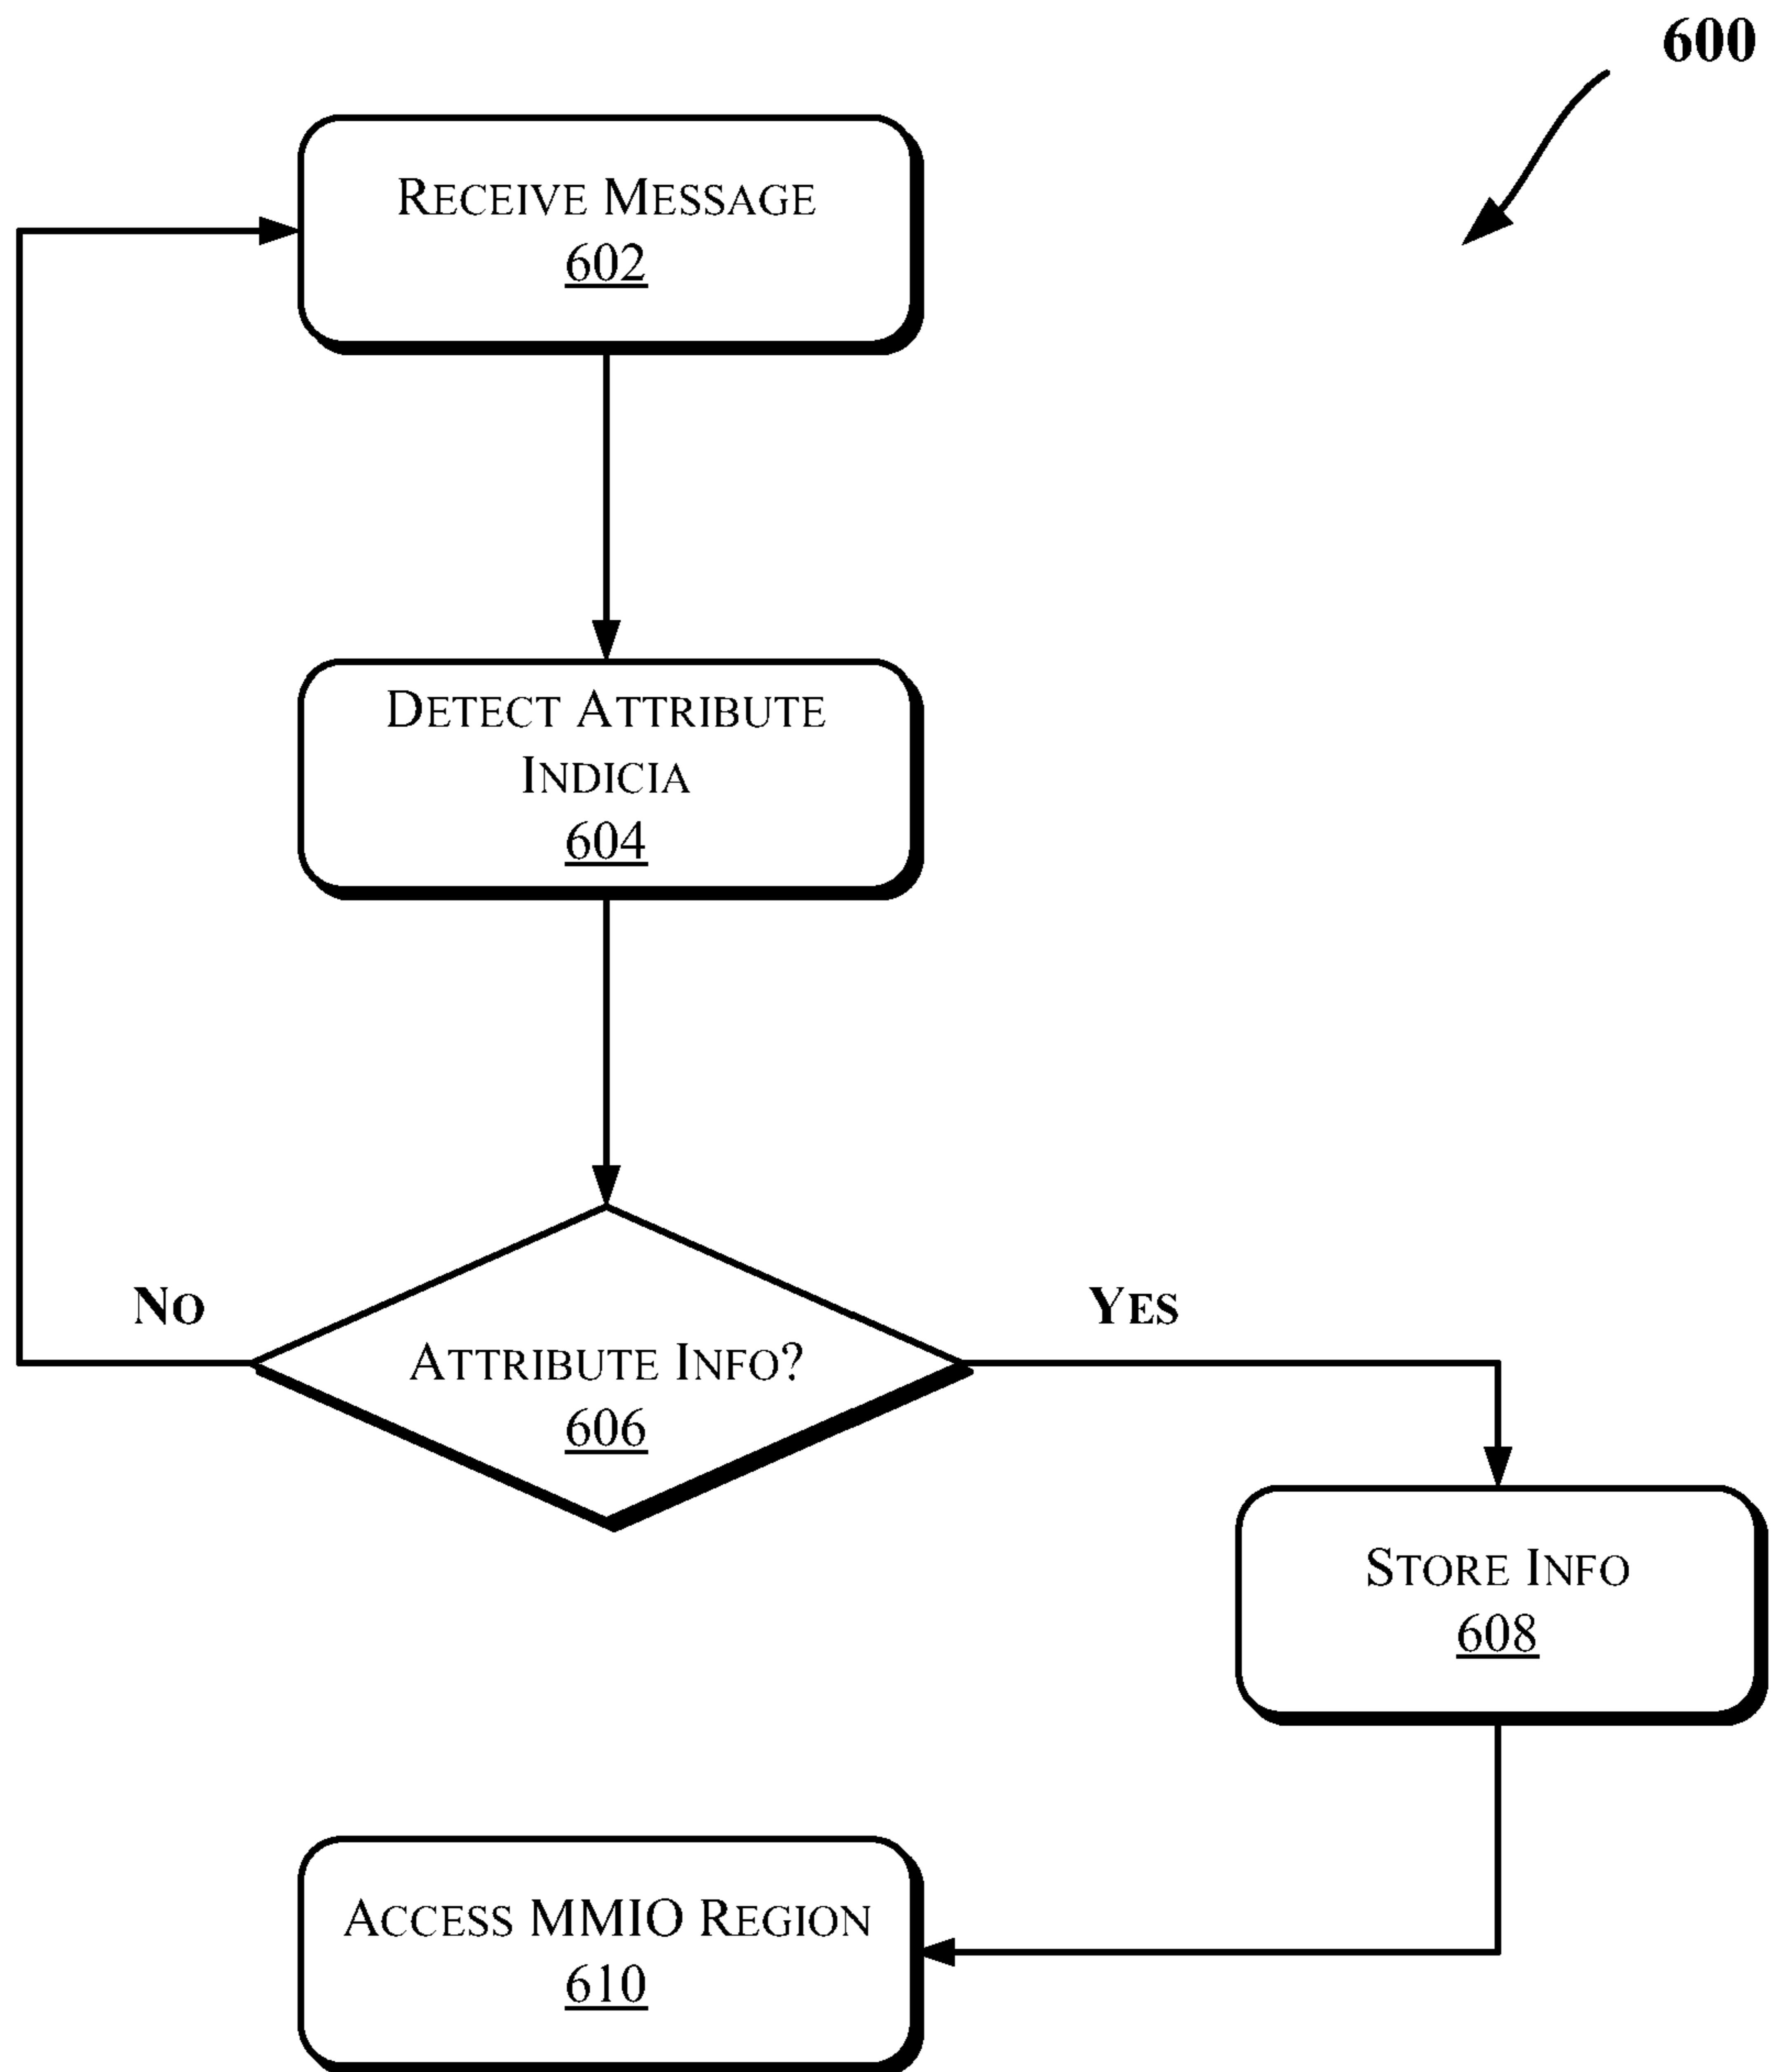 600
RECEIVE MESSAGE
602
DETECT ATTRIBUTE
INDICIA
604
NO
YES
ATTRIBUTE INFO?
606
STORE INFO
608
ACCESS MMIO REGION
610